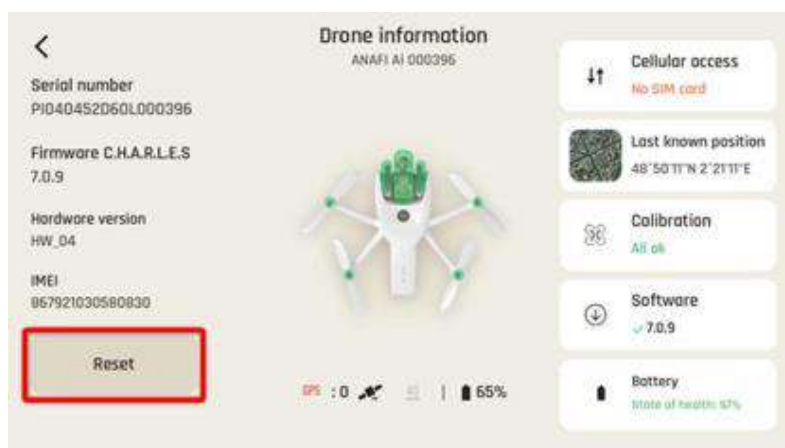 Drone information
ANAFI Ai 000396
Serial number
PI040452D60L000396
Firmware C.H.A.R.L.E.S
7.0.9
Hardware version
HW_04
IMEI
867921030580830
Reset
GPS : 0
65%
Cellular access
No SIM card
Last known position
48°50'11"N 2°21'11"E
Calibration
All ok
Software
7.0.9
Battery
State of health: 97%